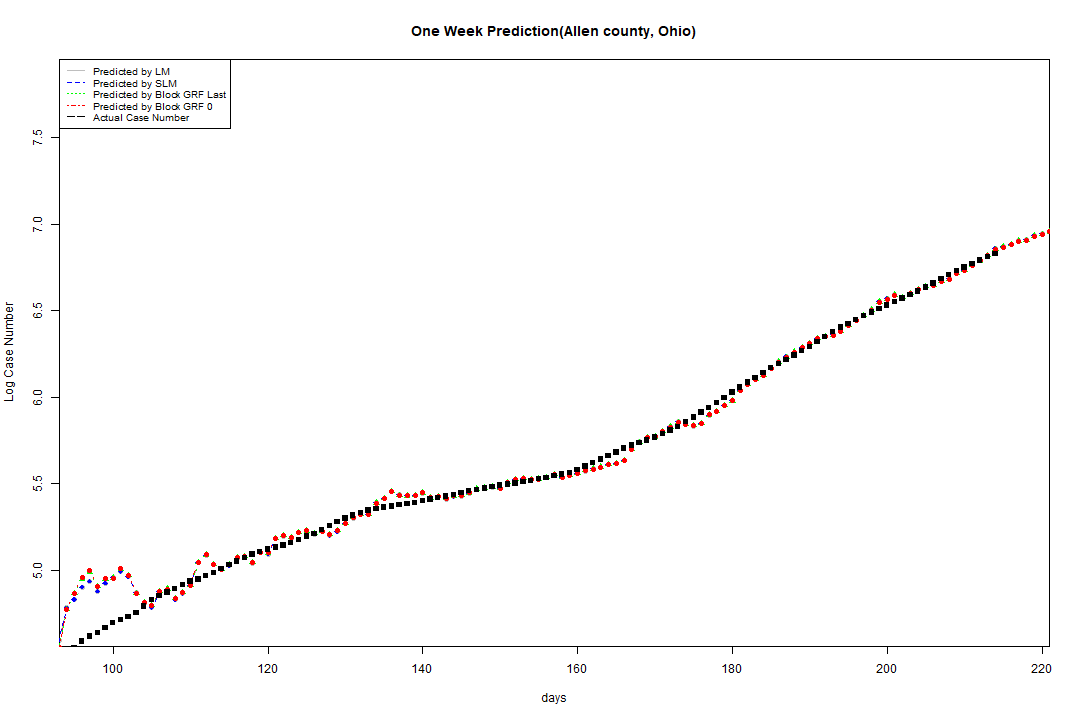 One Week Prediction(Allen county, Ohio)
Predicted by LM
Predicted by SLM
Predicted by Block GRF Last
Predicted by Block GRF 0
Actual Case Number
7.5
7.0
6.5
6.0
5.5
5.0
Log Case Number
100 120 140 160 180 200 220
days